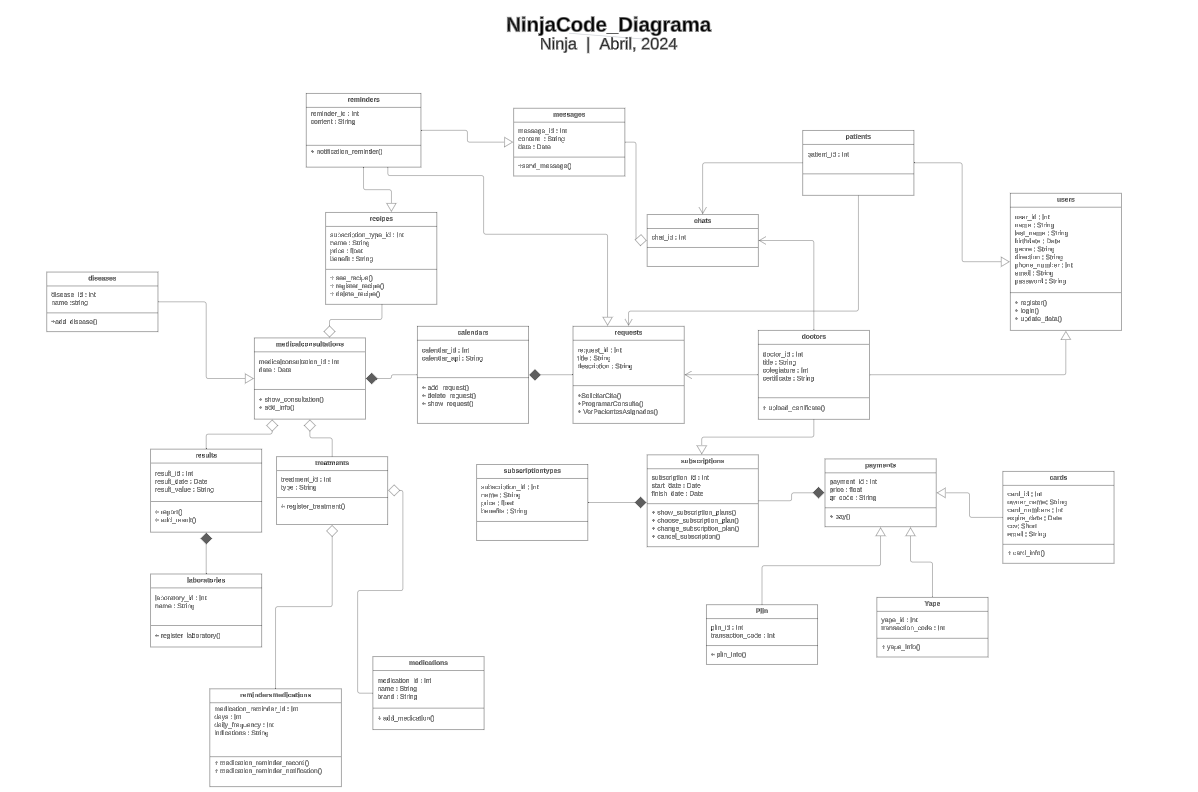 NinjaCode_Diagrama
Ninja | Abril, 2024
reminders
reminder_id : Int
content : String
+ notification_reminder()
messages
message_id : Int
content : String
date : Date
+send_message()
patients
patient_id : Int
users
user_id : Int
name : String
last_name : String
birthdate : Date
genre : String
direction : String
phone_number : Int
email : String
password : String
+ register()
+ login()
+ update_data()
recipes
subscription_type_id : Int
name : String
price : float
benefit : String
+ see_recipe()
+ register_recipe()
+ delete_recipe()
chats
chat_id : Int
diseases
disease_id : Int
name :string
+add_disease()
medicalconsultations
medicalconsultation_id : Int
date : Date
+ show_consultation()
+ add_info()
calendars
calendar_id : Int
calendar_api : String
+ add_request()
+ delete_request()
+ show_request()
requests
request_id : Int
title : String
description : String
+SolicitarCita()
+ProgramarConsulta()
+ VerPacientesAsignados()
doctors
doctor_id : Int
title : String
colegiature : Int
certificate : String
+ upload_certificate()
results
result_id : Int
result_date : Date
result_value : String
+ report()
+ add_result()
treatments
treatment_id : Int
type : String
+ register_treatment()
subscriptiontypes
subscription_id : Int
name : String
price : float
benefits : String
subscriptions
subscription_id : Int
start_date : Date
finish_date : Date
+ show_subscription_plans()
+ choose_subscription_plan()
+ change_subscription_plan()
+ cancel_subscription()
payments
payment_id : Int
price : float
qr_code : String
+ pay()
cards
card_id : Int
owner_name : String
card_numbers : Int
expire_date : Date
cvv : Short
email : String
+ card_info()
laboratories
laboratory_id : Int
name : String
+ register_laboratory()
Plin
plin_id : Int
transaction_code : Int
+ plin_info()
Yape
yape_id : Int
transaction_code : Int
+ yape_info()
medications
medication_id : Int
name : String
brand : String
+ add_medication()
remindersmedications
medication_reminder_id : Int
days : Int
daily_frequency : Int
indications : String
+ medication_reminder_record()
+ medication_reminder_notification()